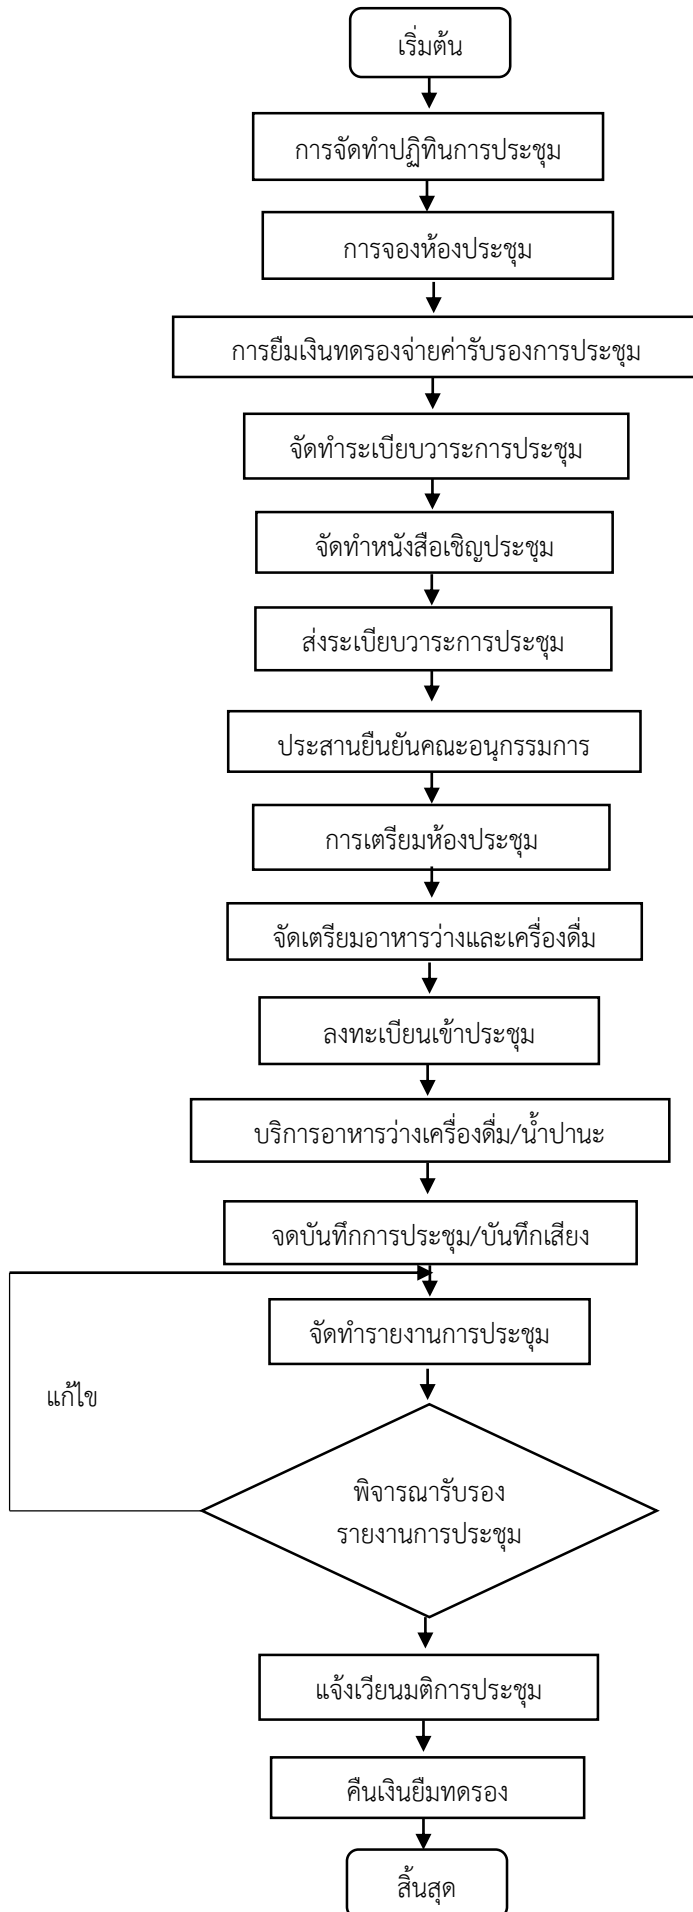 เริ่มต้น
การจัดทำปฏิทินการประชุม
การจองห้องประชุม
การยืมเงินทดรองจ่ายค่ารับรองการประชุม
จัดทำระเบียบวาระการประชุม
จัดทำหนังสือเชิญประชุม
ส่งระเบียบวาระการประชุม
ประสานยืนยันคณะอนุกรรมการ
การเตรียมห้องประชุม
จัดเตรียมอาหารว่างและเครื่องดื่ม
ลงทะเบียนเข้าประชุม
บริการอาหารว่างเครื่องดื่ม/น้ำปานะ
จดบันทึกการประชุม/บันทึกเสียง
จัดทำรายงานการประชุม
แก้ไข
พิจารณารับรอง
รายงานการประชุม
แจ้งเวียนมติการประชุม
คืนเงินยืมทดรอง
สิ้นสุด